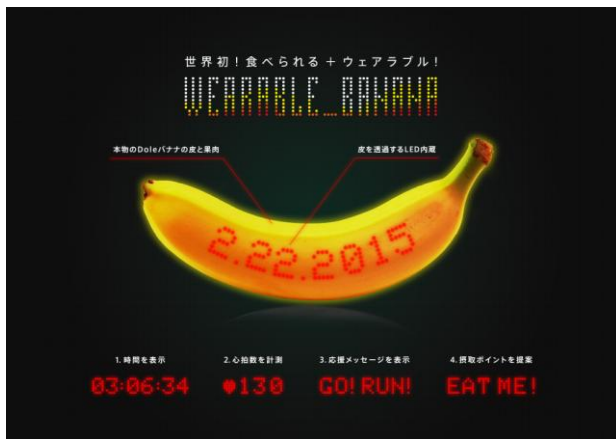 世界初！食べられる＋ウェアラブル！
WEARABLE_BANANA
本物のDoleバナナの皮と果肉
皮を透過するLED内蔵
2.22.2015
1. 時間を表示
03:06:34
2. 心拍数を計測
♥130
3. 応援メッセージを表示
GO! RUN!
4. 摂取ポイントを提案
EAT ME!